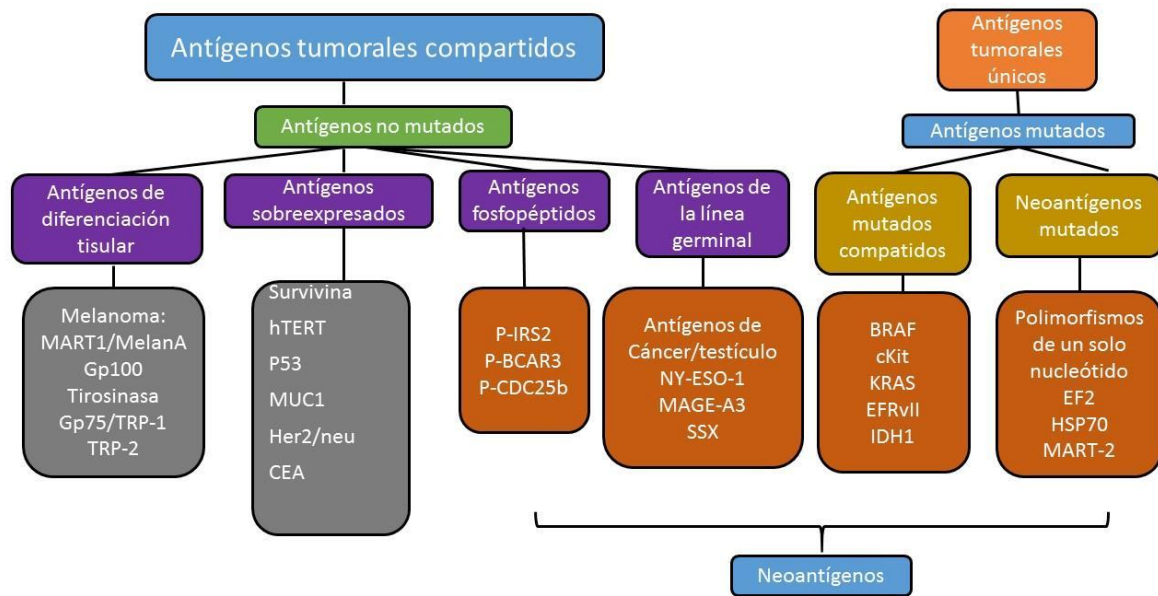 Antígenos tumorales compartidos
Antígenos
tumorales
únicos
Antígenos no mutados
Antígenos mutados
Antígenos de
diferenciación
tisular
Antígenos
sobreexpresados
Antígenos
fosfopéptidos
Antígenos de
la línea
germinal
Antígenos
mutados
compatidos
Neoantígenos
mutados
Melanoma:
MART1/MelanA
Gp100
Tirosinasa
Gp75/TRP-1
TRP-2
Survivina
hTERT
P53
MUC1
Her2/neu
CEA
P-IRS2
P-BCAR3
P-CDC25b
Antígenos de
Cáncer/testículo
NY-ESO-1
MAGE-A3
SSX
BRAF
cKit
KRAS
EFRvII
IDH1
Polimorfismos
de un solo
nucleótido
EF2
HSP70
MART-2
Neoantígenos